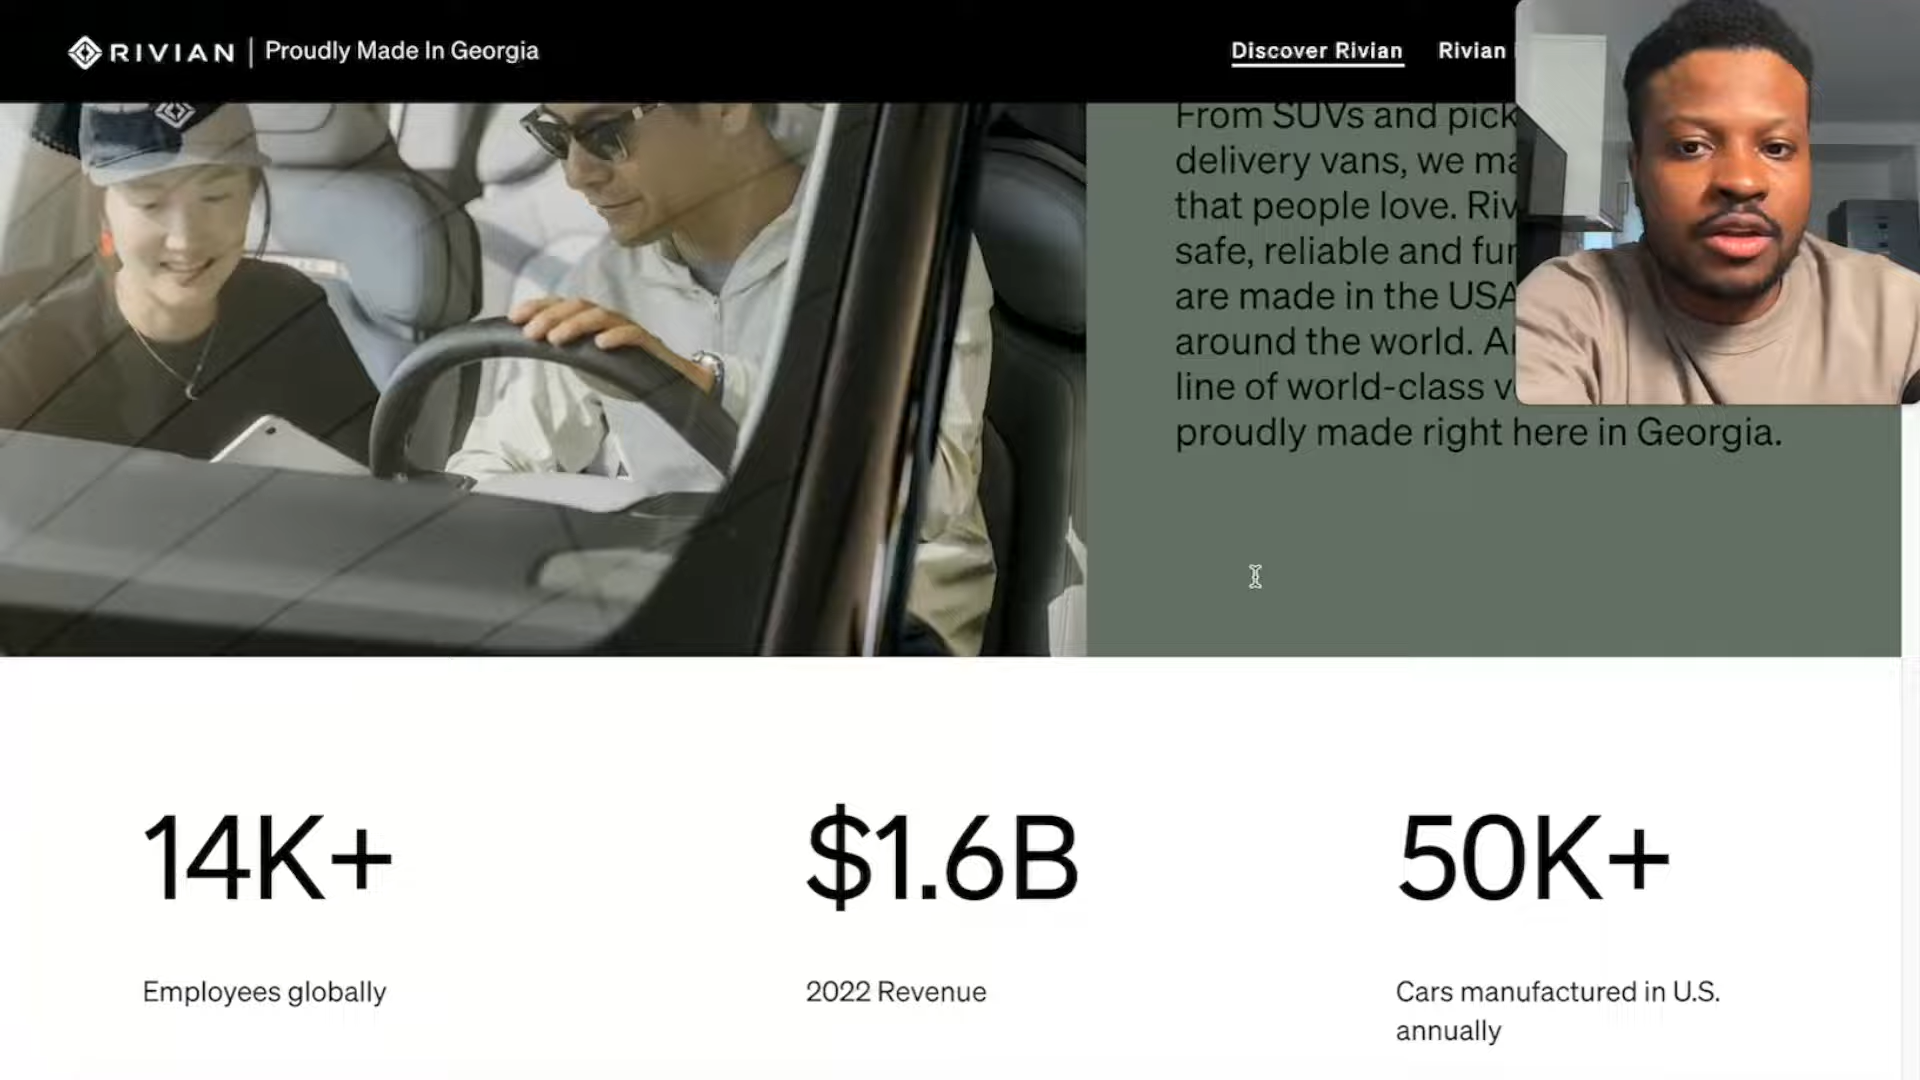 RIVIAN | Proudly Made In Georgia
Discover Rivian Rivian
From SUVs and pick
delivery vans, we ma
that people love. Riv
safe, reliable and fun
are made in the USA
around the world. A
line of world-class v
proudly made right here in Georgia.
14K+ $1.6B 50K+
Employees globally 2022 Revenue Cars manufactured in U.S.
annually